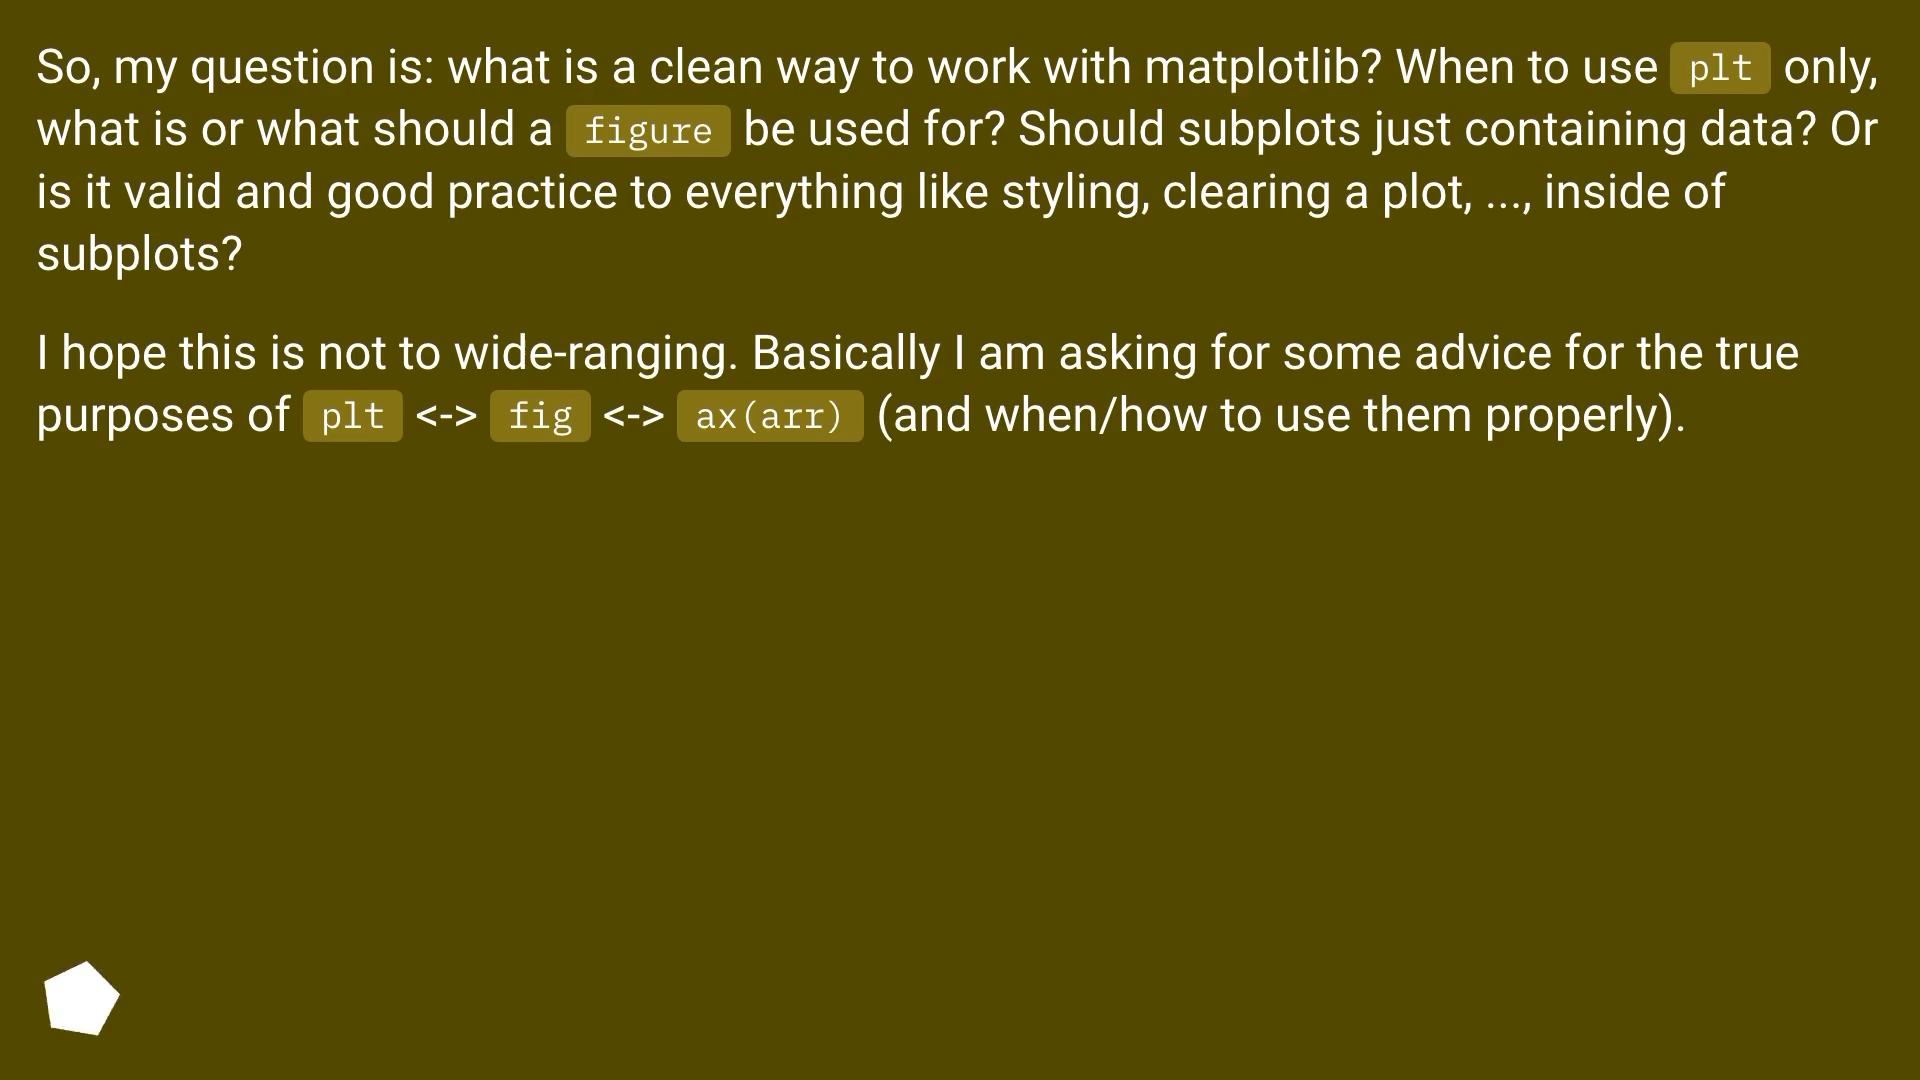 So, my question is: what is a clean way to work with matplotlib? When to use plt only,
what is or what should a figure be used for? Should subplots just containing data? Or
is it valid and good practice to everything like styling, clearing a plot, ..., inside of
subplots?
I hope this is not to wide-ranging. Basically I am asking for some advice for the true
purposes of plt <-> fig <-> ax(arr) (and when/how to use them properly).